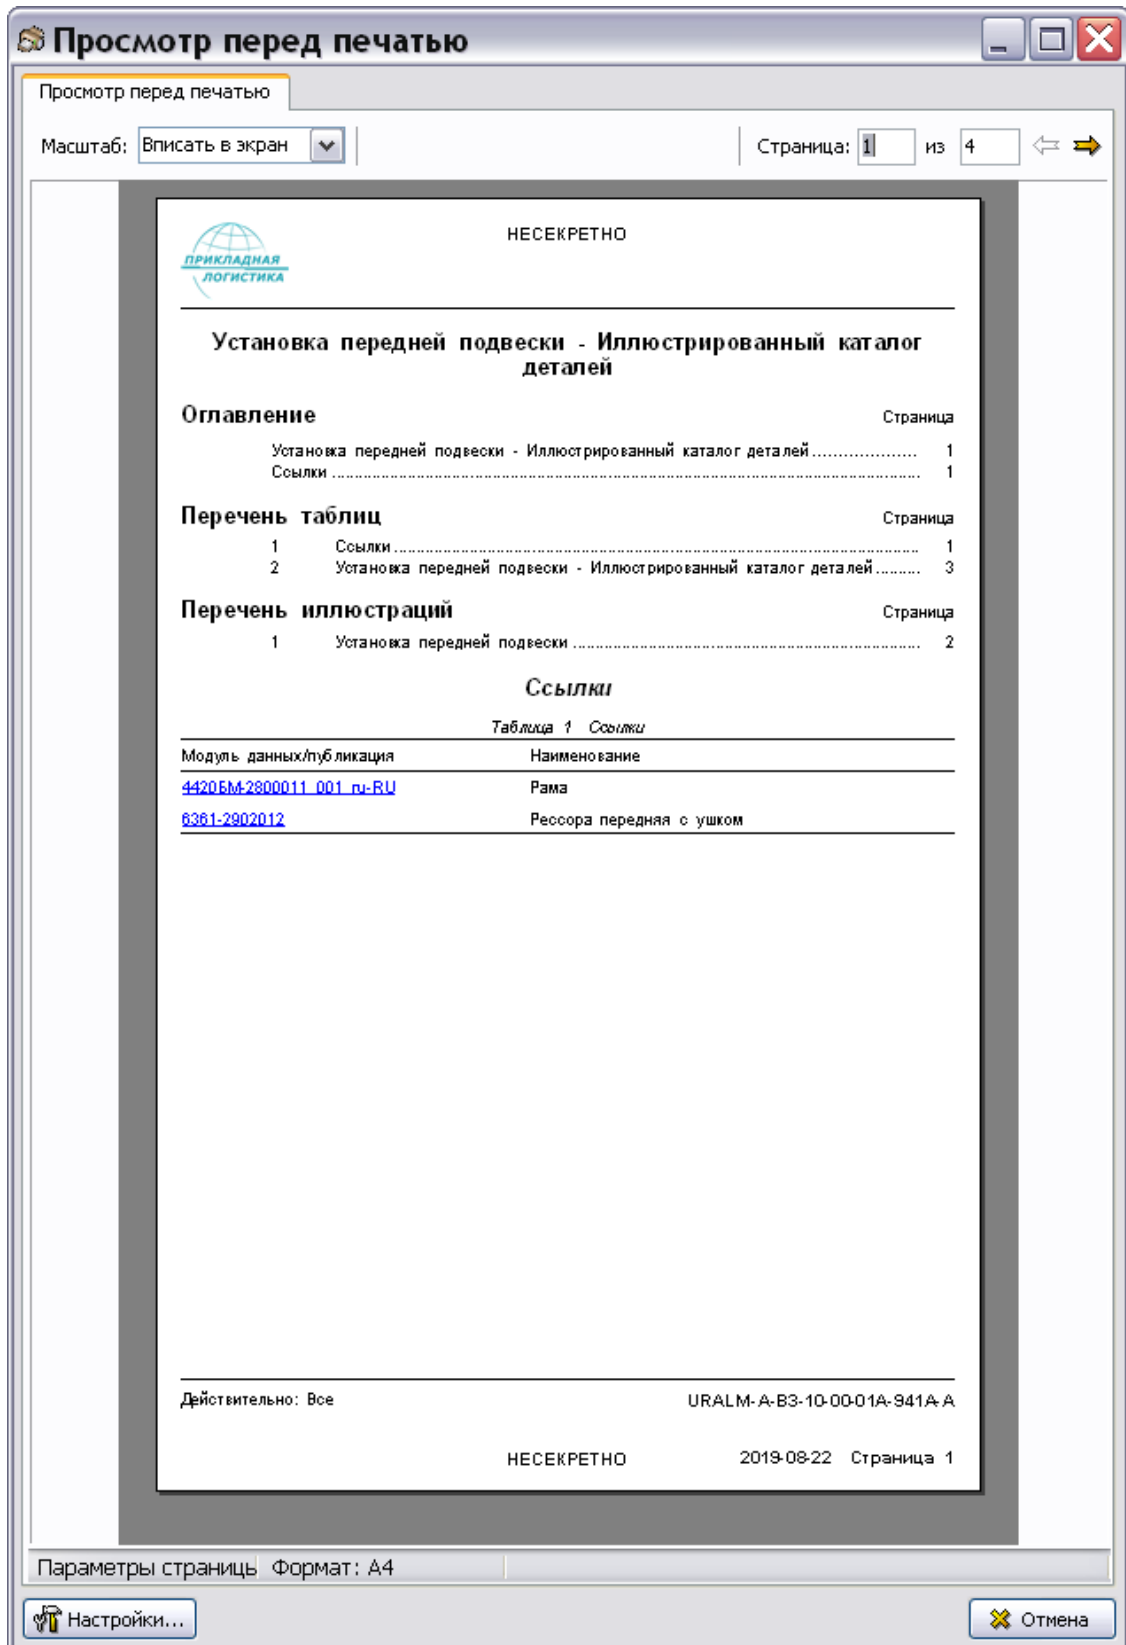 Просмотр перед печатью
Просмотр перед печатью
Масштаб: Вписать в экран Страница: 1 из 4
ПРИКЛАДНАЯ
ЛОГИСТИКА
НЕСЕКРЕТНО
Установка передней подвески - Иллюстрированный каталог
деталей
Оглавление Страница
Установка передней подвески - Иллюстрированный каталог деталей .................... 1
Ссылки .................... 1
Перечень таблиц Страница
1 Ссылки .................... 1
2 Установка передней подвески - Иллюстрированный каталог деталей .......... 3
Перечень иллюстраций Страница
1 Установка передней подвески .................... 2
Ссылки
Таблица 1 Ссылки
Модуль данных/публикация Наименование
4420БМ-2800011_001_ru-RU Рама
6361-2902012 Рессора передняя с ушком
Действительно: Все URALM-A-B3-10-00-01A-941A-A
НЕСЕКРЕТНО 2019-08-22 Страница 1
Параметры страниць Формат: A4
Настройки... Отмена